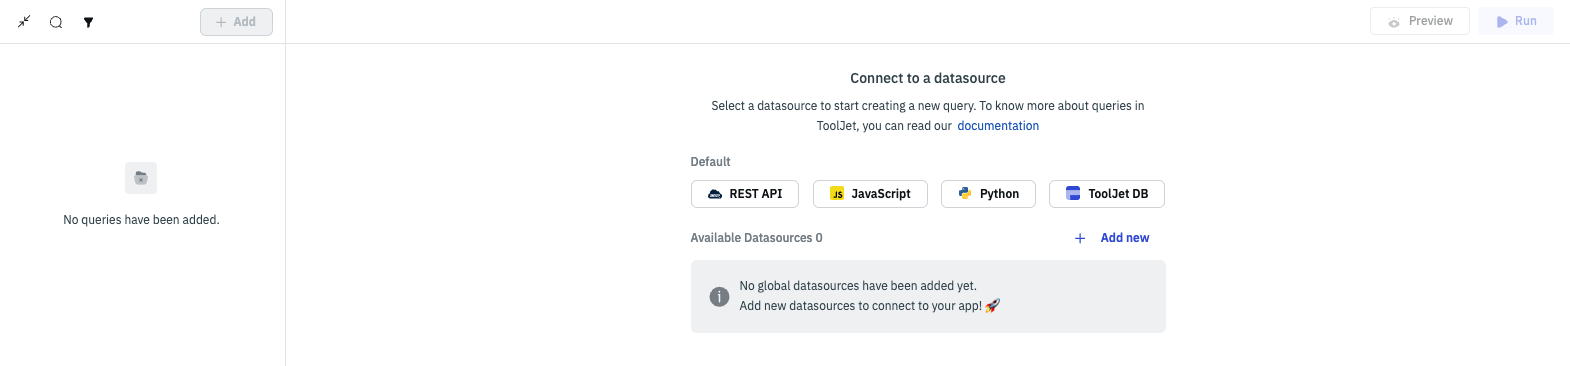 Add
Preview
Run
Connect to a datasource
Select a datasource to start creating a new query. To know more about queries in
ToolJet, you can read our documentation
Default
REST API
JS JavaScript
Python
ToolJet DB
No queries have been added.
Available Datasources 0
+ Add new
No global datasources have been added yet.
Add new datasources to connect to your app! 🚀